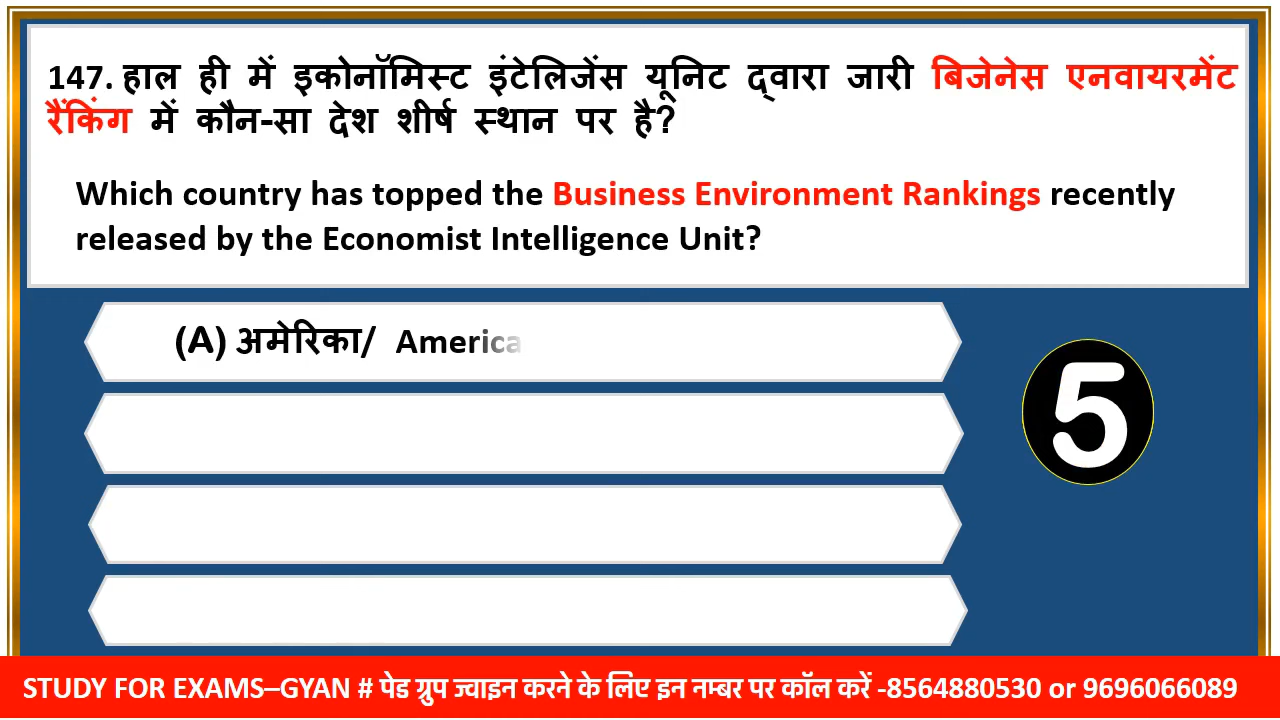 147. हाल ही में इकोनॉमिस्ट इंटेलिजेंस यूनिट द्वारा जारी बिजेनेस एनवायरमेंट
रैंकिंग में कौन-सा देश शीर्ष स्थान पर है?
Which country has topped the Business Environment Rankings recently
released by the Economist Intelligence Unit?
(A) अमेरिका/ America
5
STUDY FOR EXAMS–GYAN # पेड ग्रुप ज्वाइन करने के लिए इन नम्बर पर कॉल करें -8564880530 or 9696066089